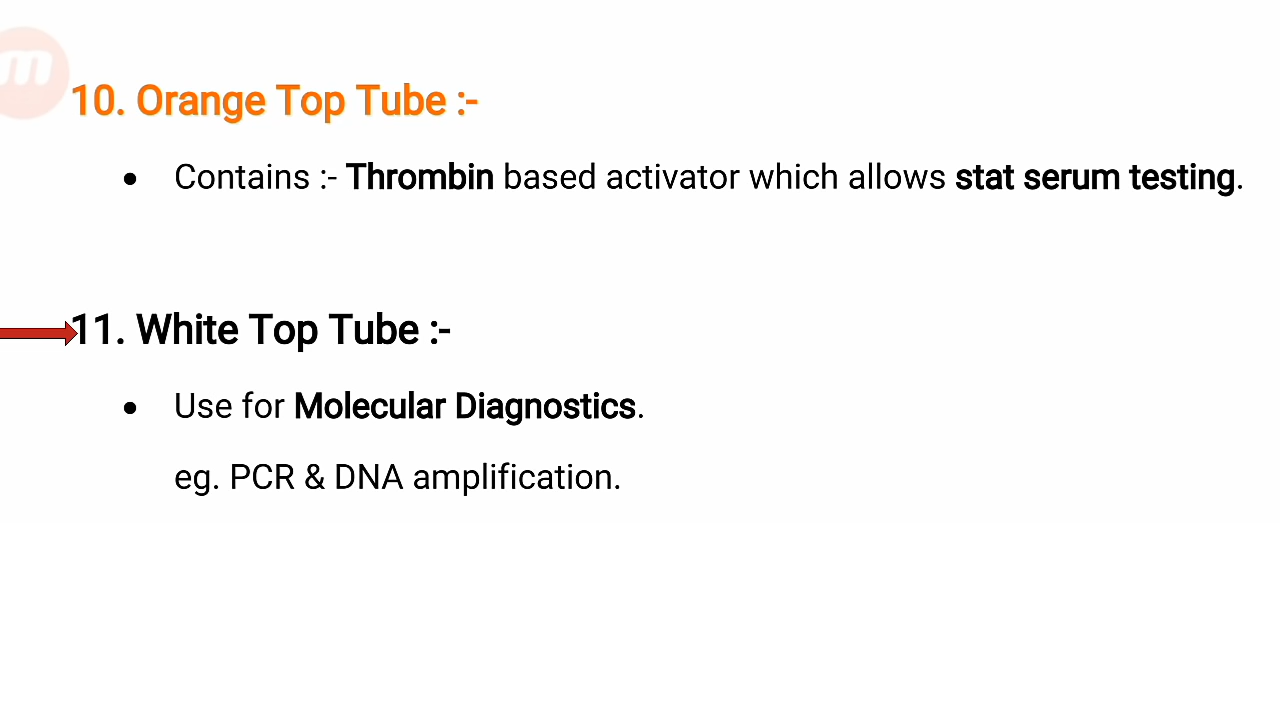 m
10. Orange Top Tube :-
• Contains :- Thrombin based activator which allows stat serum testing.
11. White Top Tube :-
• Use for Molecular Diagnostics.
eg. PCR & DNA amplification.